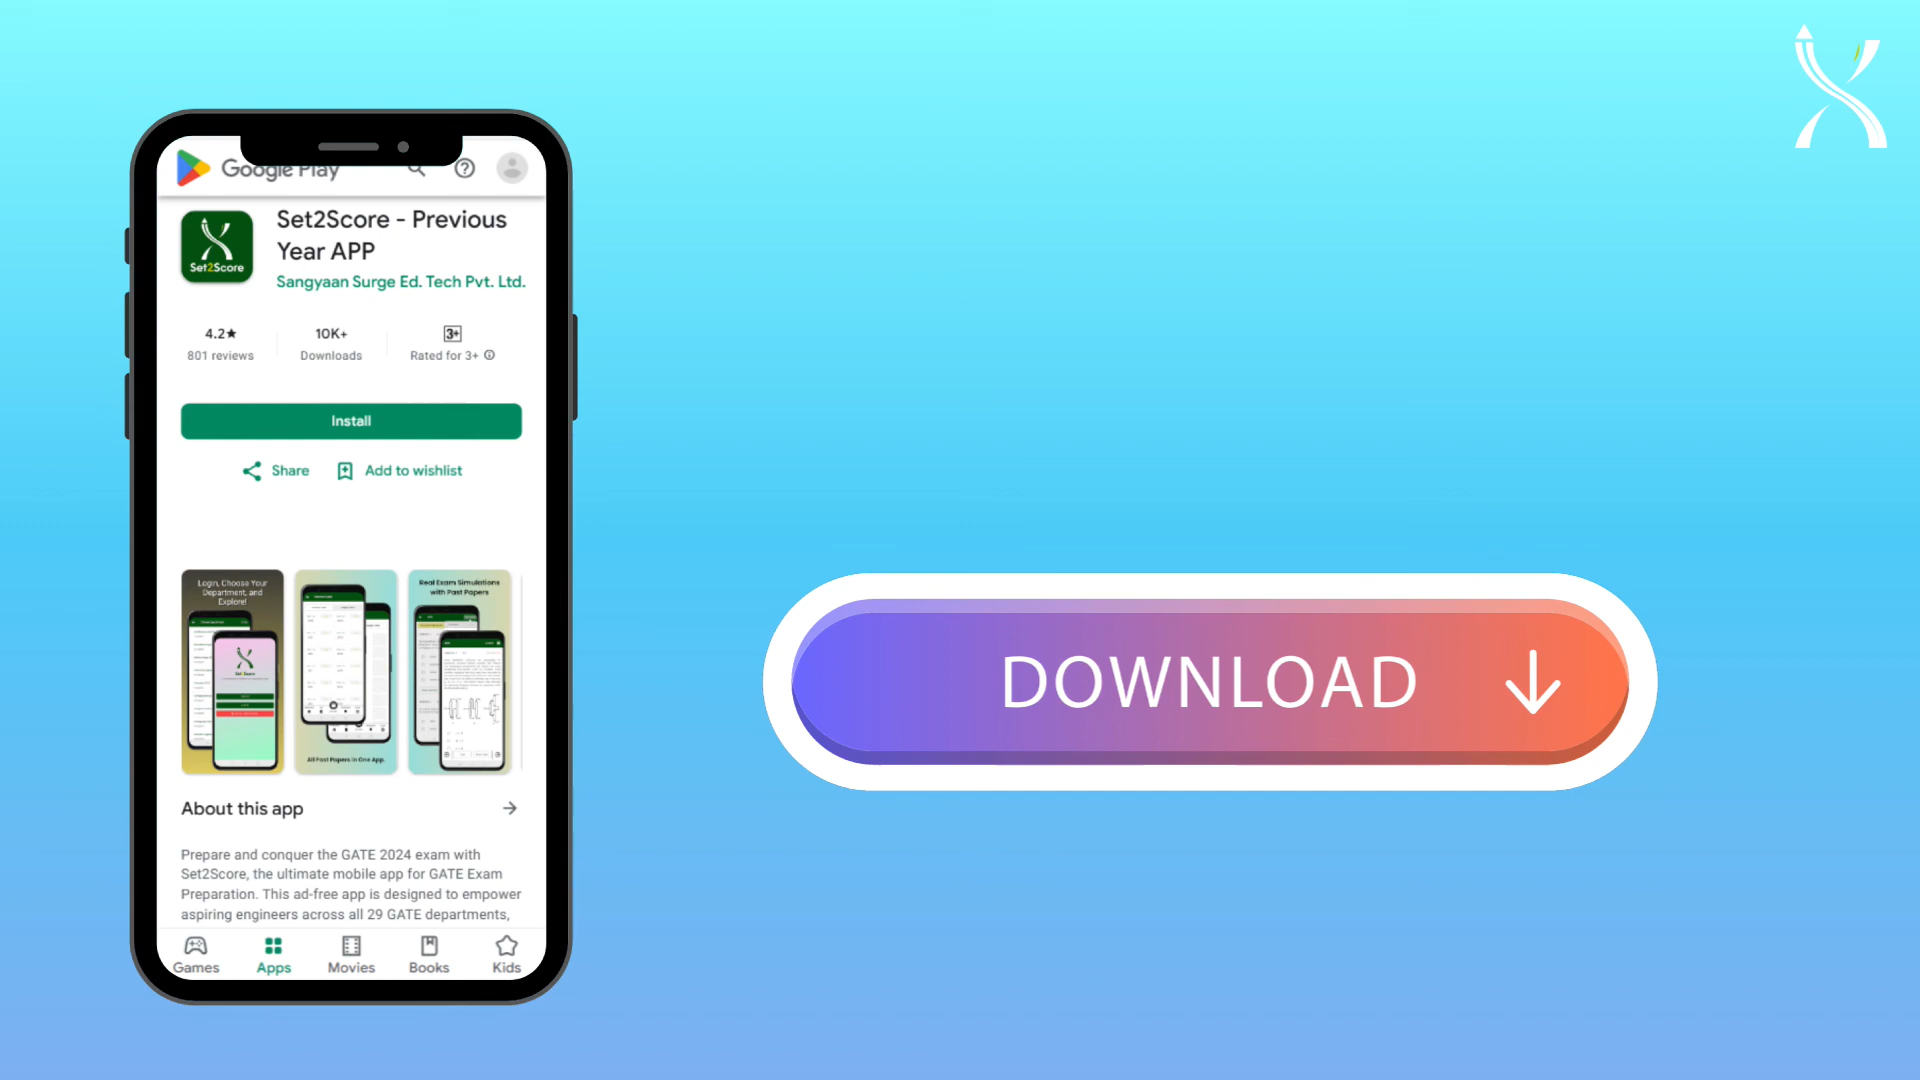 Google Play
Set2Score - Previous
Year APP
Set2Score
Sangyaan Surge Ed. Tech Pvt. Ltd.
4.2★
801 reviews
10K+
Downloads
3+
Rated for 3+
Install
Share
Add to wishlist
Login, Choose Your
Department, and
Explore!
All Past Papers in One App.
Real Exam Simulations
with Past Papers
DOWNLOAD
About this app
Prepare and conquer the GATE 2024 exam with
Set2Score, the ultimate mobile app for GATE Exam
Preparation. This ad-free app is designed to empower
aspiring engineers across all 29 GATE departments,
Games
Apps
Movies
Books
Kids